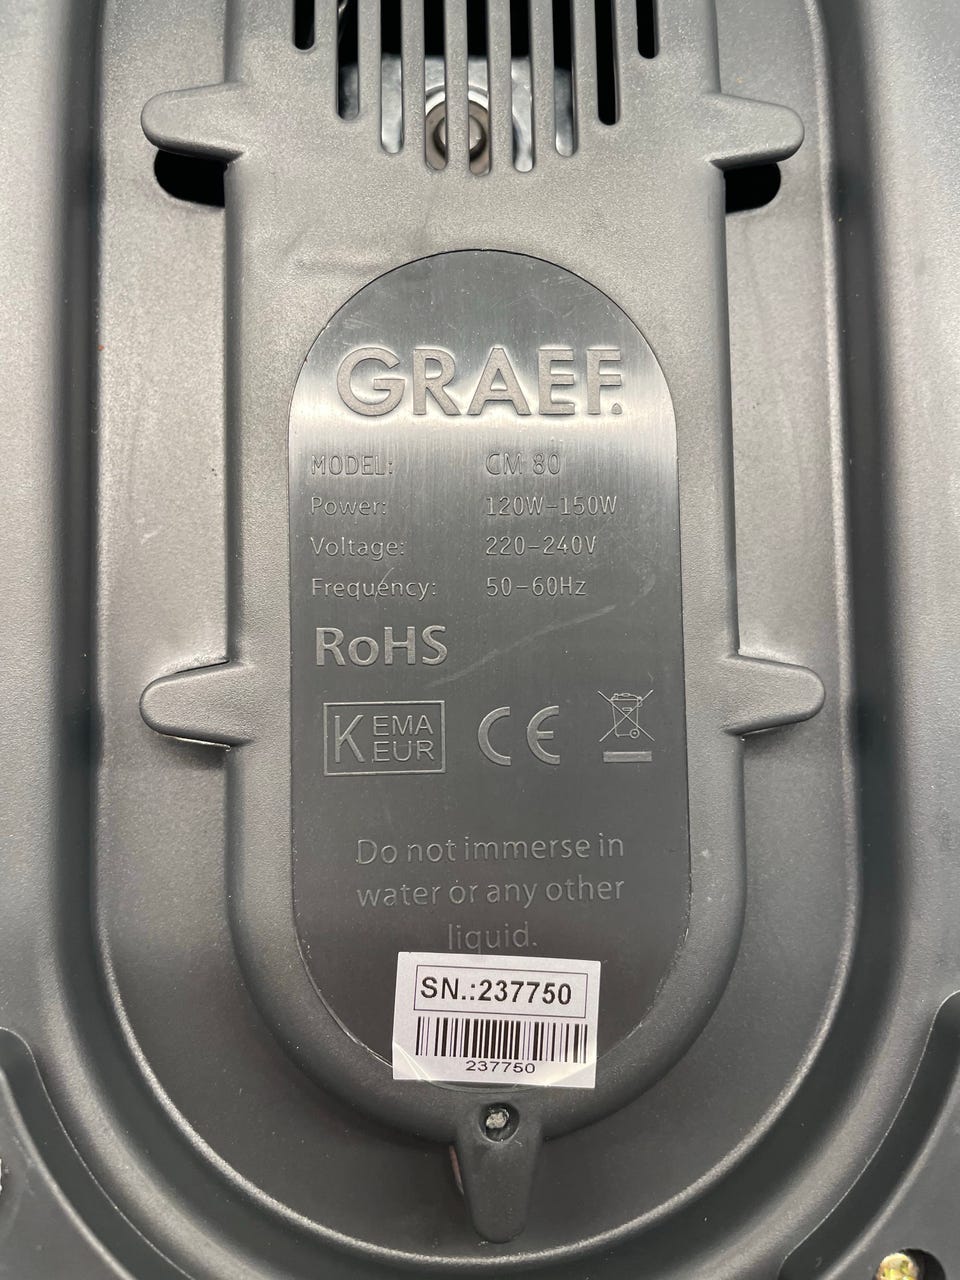 GRAEF.
MODEL: CM 80
Power: 120W-150W
Voltage: 220-240V
Frequency: 50-60Hz
RoHS
KEMA
KEUR
CE
Do not immerse in
water or any other
liquid.
SN.:237750
237750